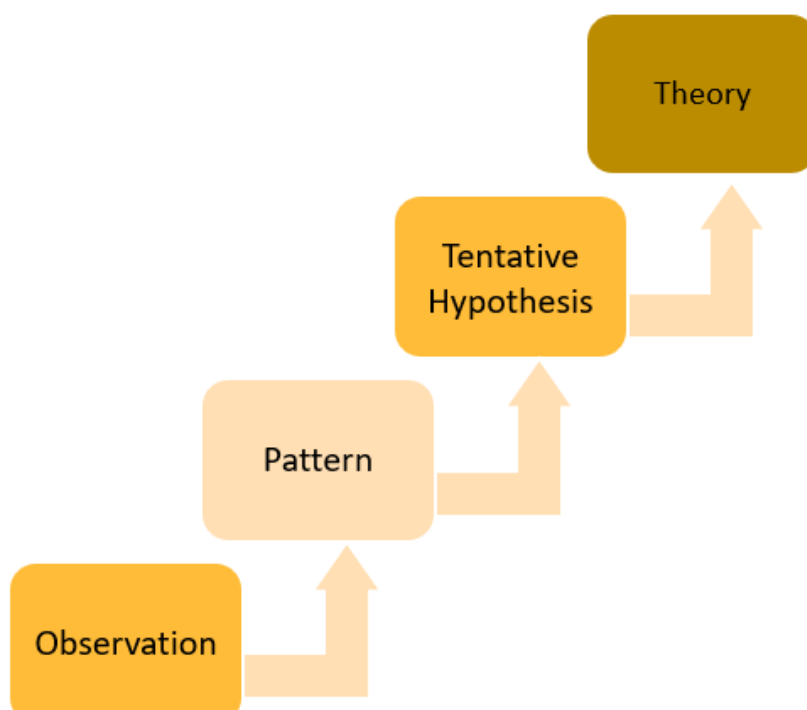 Theory
Tentative
Hypothesis
Pattern
Observation